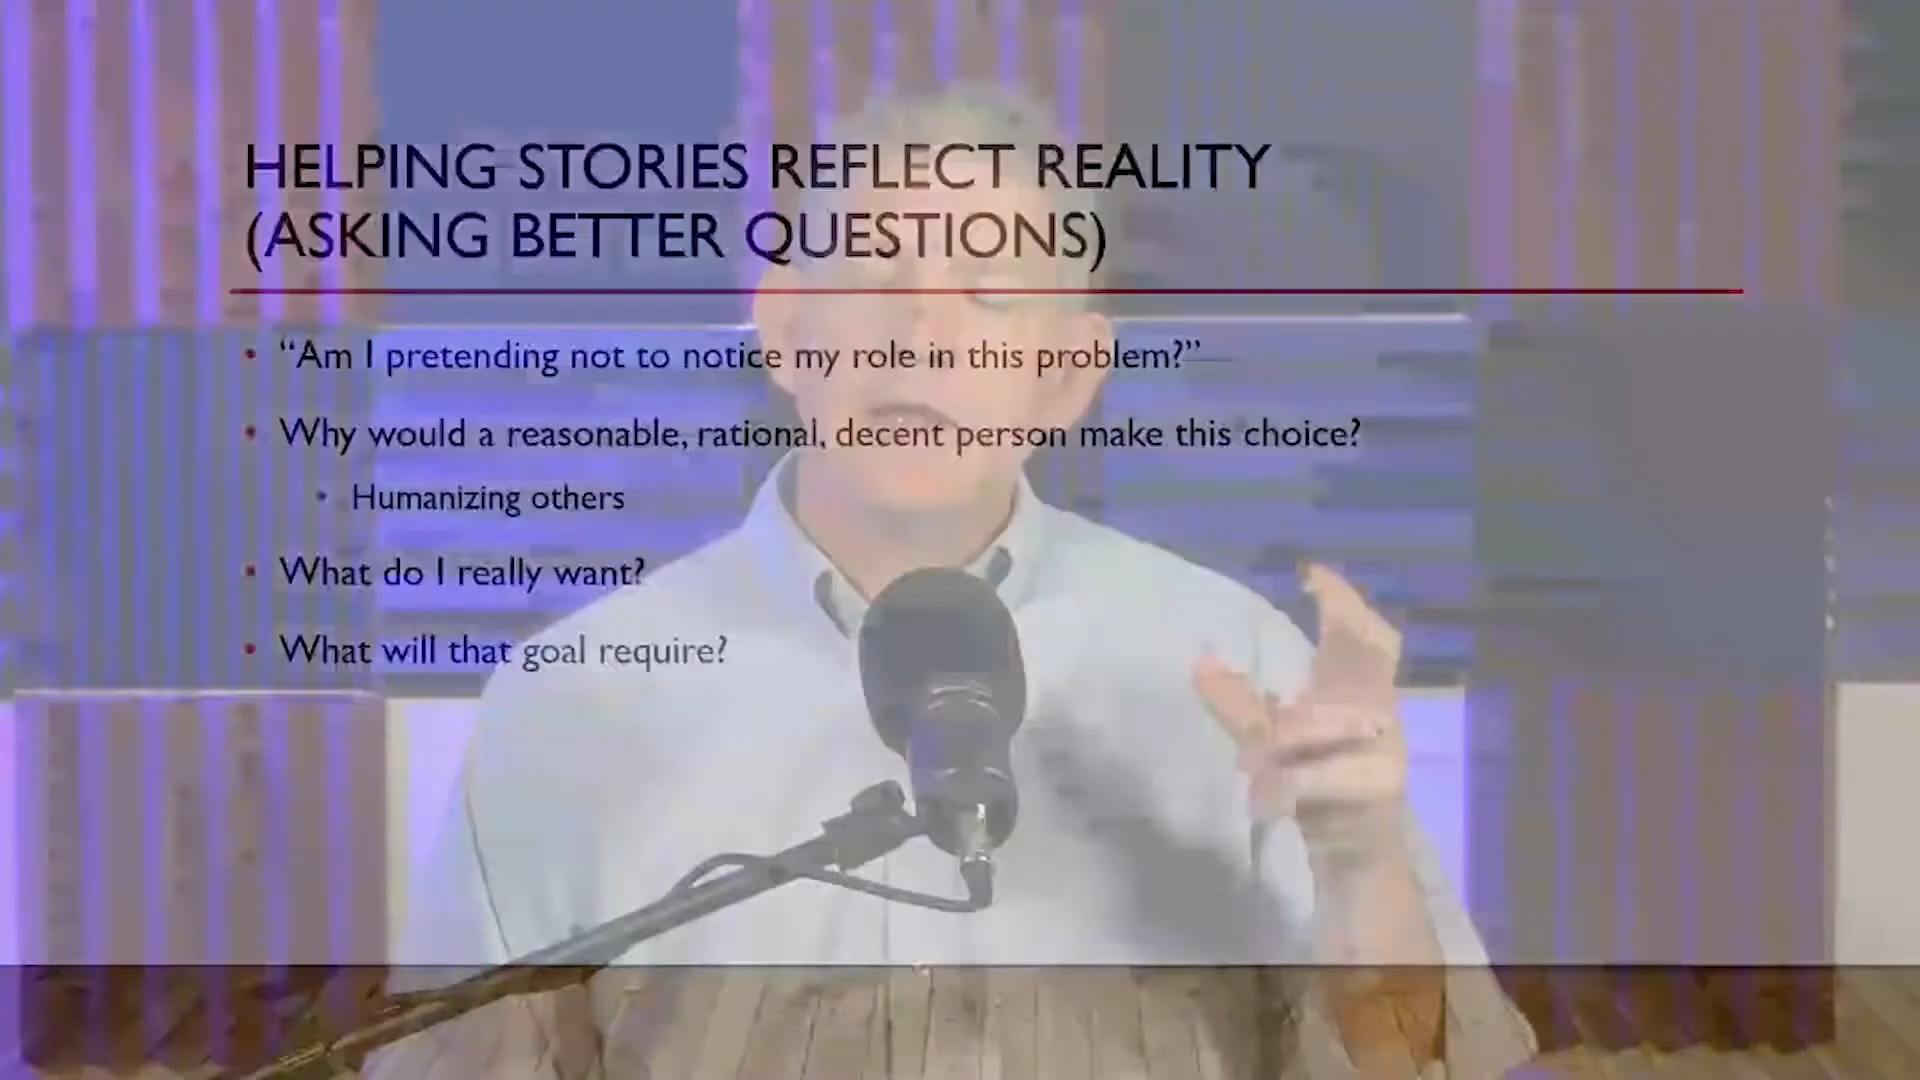 HELPING STORIES REFLECT REALITY
(ASKING BETTER QUESTIONS)
• “Am I pretending not to notice my role in this problem?”
• Why would a reasonable, rational, decent person make this choice?
• Humanizing others
• What do I really want?
• What will that goal require?